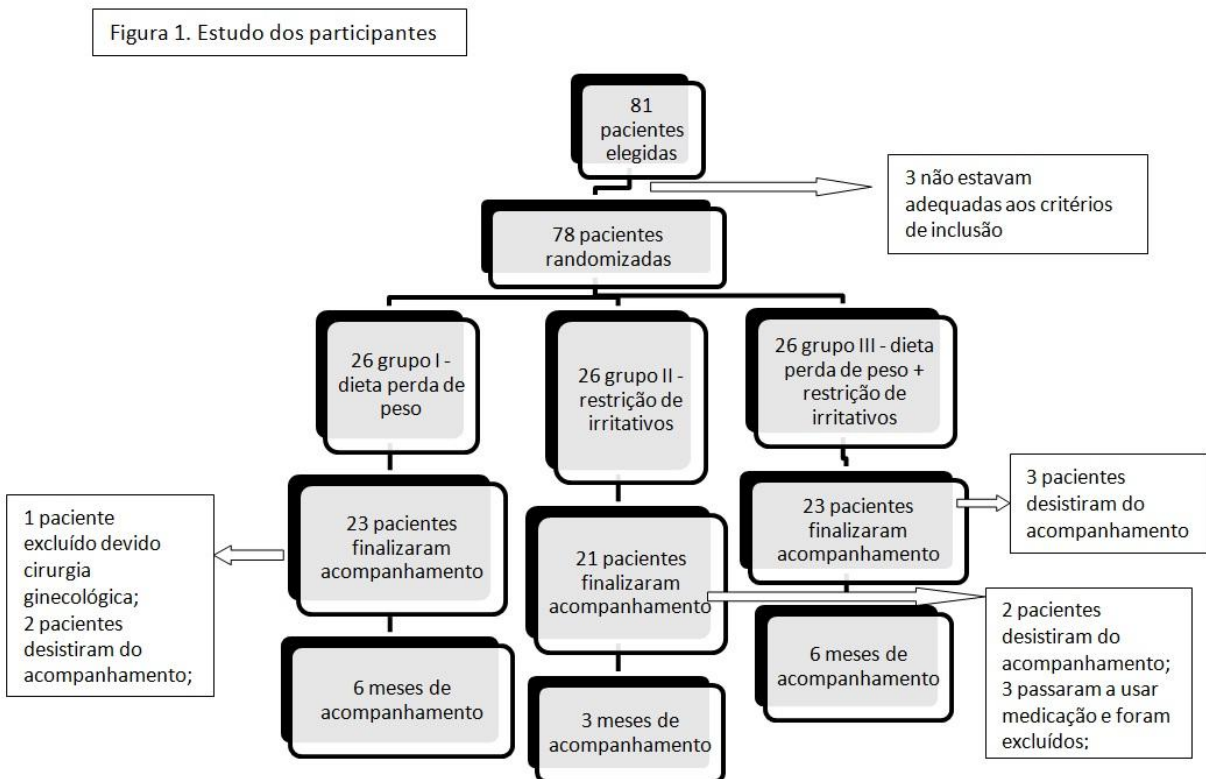 Figura 1. Estudo dos participantes
81
pacientes
elegidas
3 não estavam
adequadas aos critérios
de inclusão
78 pacientes
randomizadas
26 grupo I -
dieta perda de
peso
26 grupo II -
restrição de
irritativos
26 grupo III - dieta
perda de peso +
restrição de
irritativos
1 paciente
excluído devido
cirurgia
ginecológica;
2 pacientes
desistiram do
acompanhamento;
23 pacientes
finalizaram
acompanhamento
21 pacientes
finalizaram
acompanhamento
23 pacientes
finalizaram
acompanhamento
3 pacientes
desistiram do
acompanhamento
2 pacientes
desistiram do
acompanhamento;
3 passaram a usar
medicação e foram
excluídos;
6 meses de
acompanhamento
3 meses de
acompanhamento
6 meses de
acompanhamento